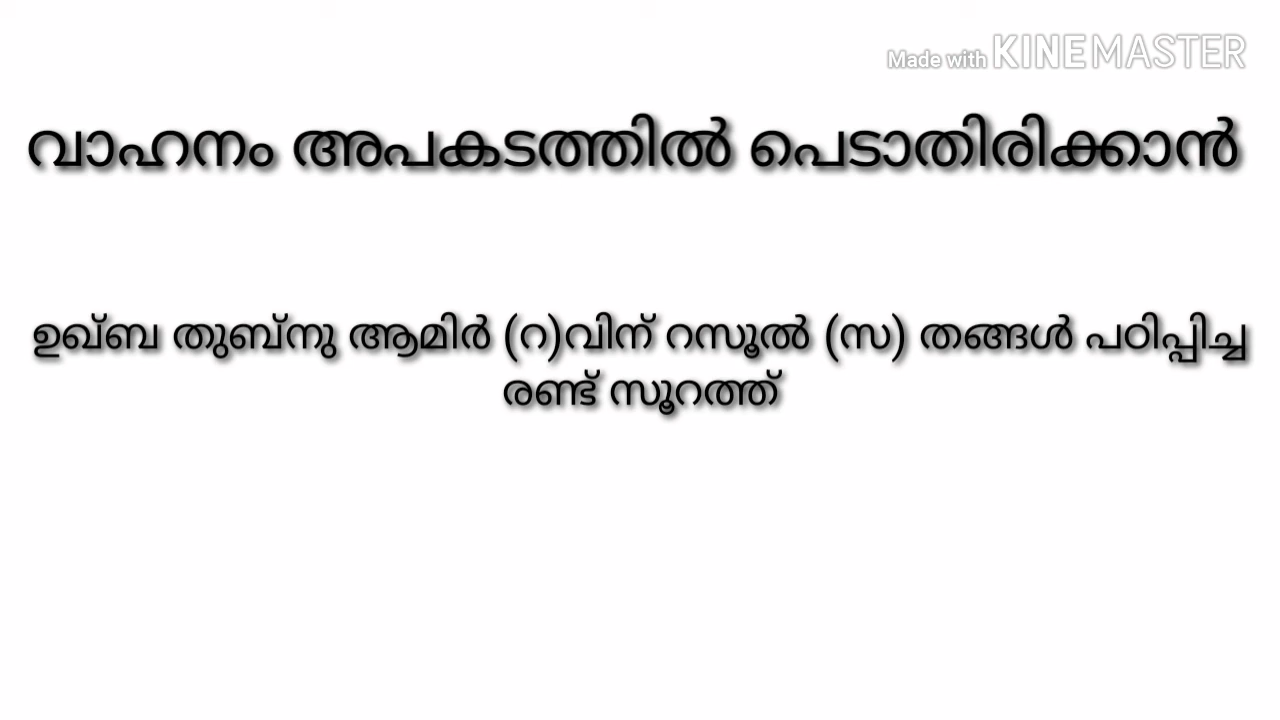 Made with KINEMASTER
വാഹനം അപകടത്തിൽ പെടാതിരിക്കാൻ
ഉഖ്ബ തുബ്നു ആമിർ (റ)വിന് റസൂൽ (സ) തങ്ങൾ പഠിപ്പിച്ച
രണ്ട് സൂറത്ത്